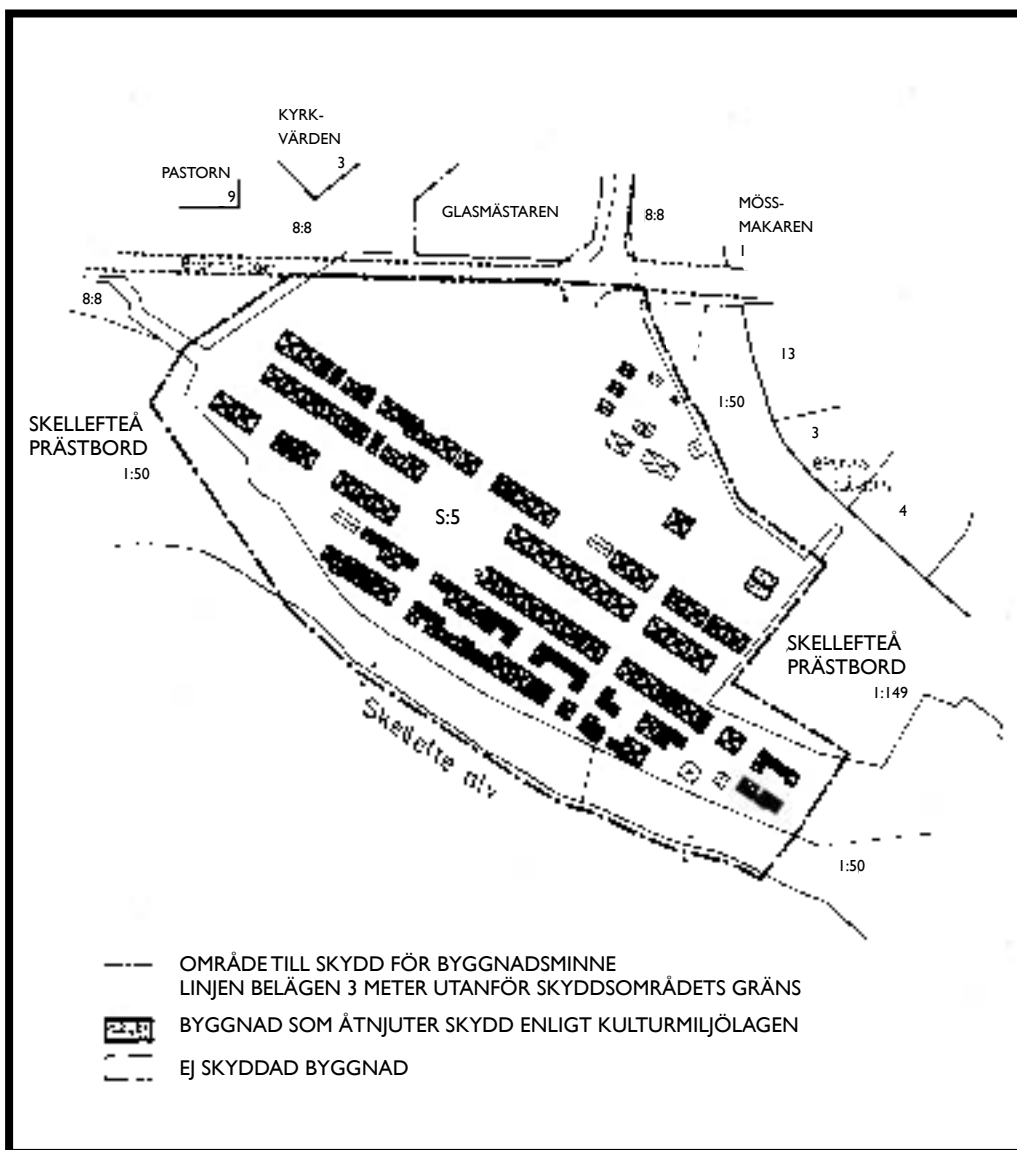 KYRK-
VÄRDEN
3
PASTORN
9
8:8
GLASMÄSTAREN
8:8
MÖSS-
MAKAREN
1
8:8
13
1:50
3
4
SKELLEFTEÅ
PRÄSTBORD
1:50
S:5
SKELLEFTEÅ
PRÄSTBORD
1:149
Skellefte älv
1:50
OMRÅDE TILL SKYDD FÖR BYGGNADSMINNE
LINJEN BELÄGEN 3 METER UTANFÖR SKYDDSOMRÅDETS GRÄNS
BYGGNAD SOM ÅTNJUTER SKYDD ENLIGT KULTURMILJÖLAGEN
EJ SKYDDAD BYGGNAD